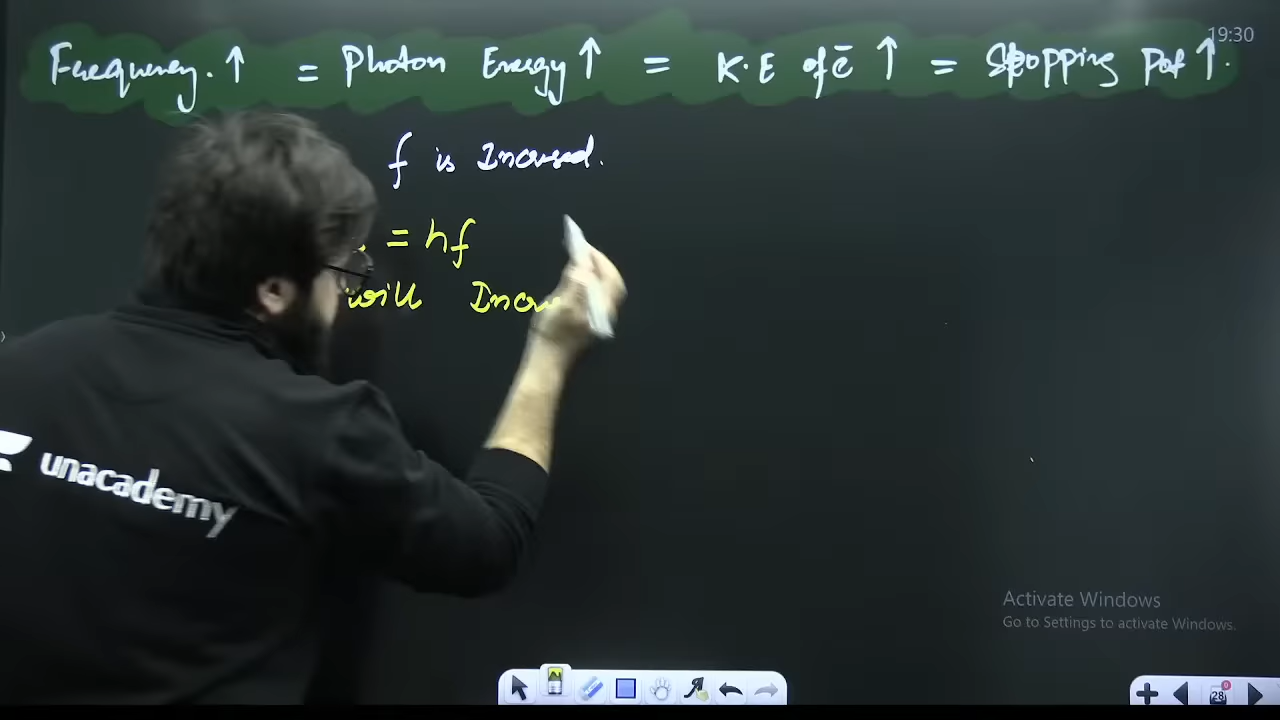 19:30
Frequency. ↑ = Photon Energy ↑ = K.E of ē ↑ = Stopping Pot ↑.
f is Increased.
= hf
will
unacademy
Activate Windows
Go to Settings to activate Windows.
28